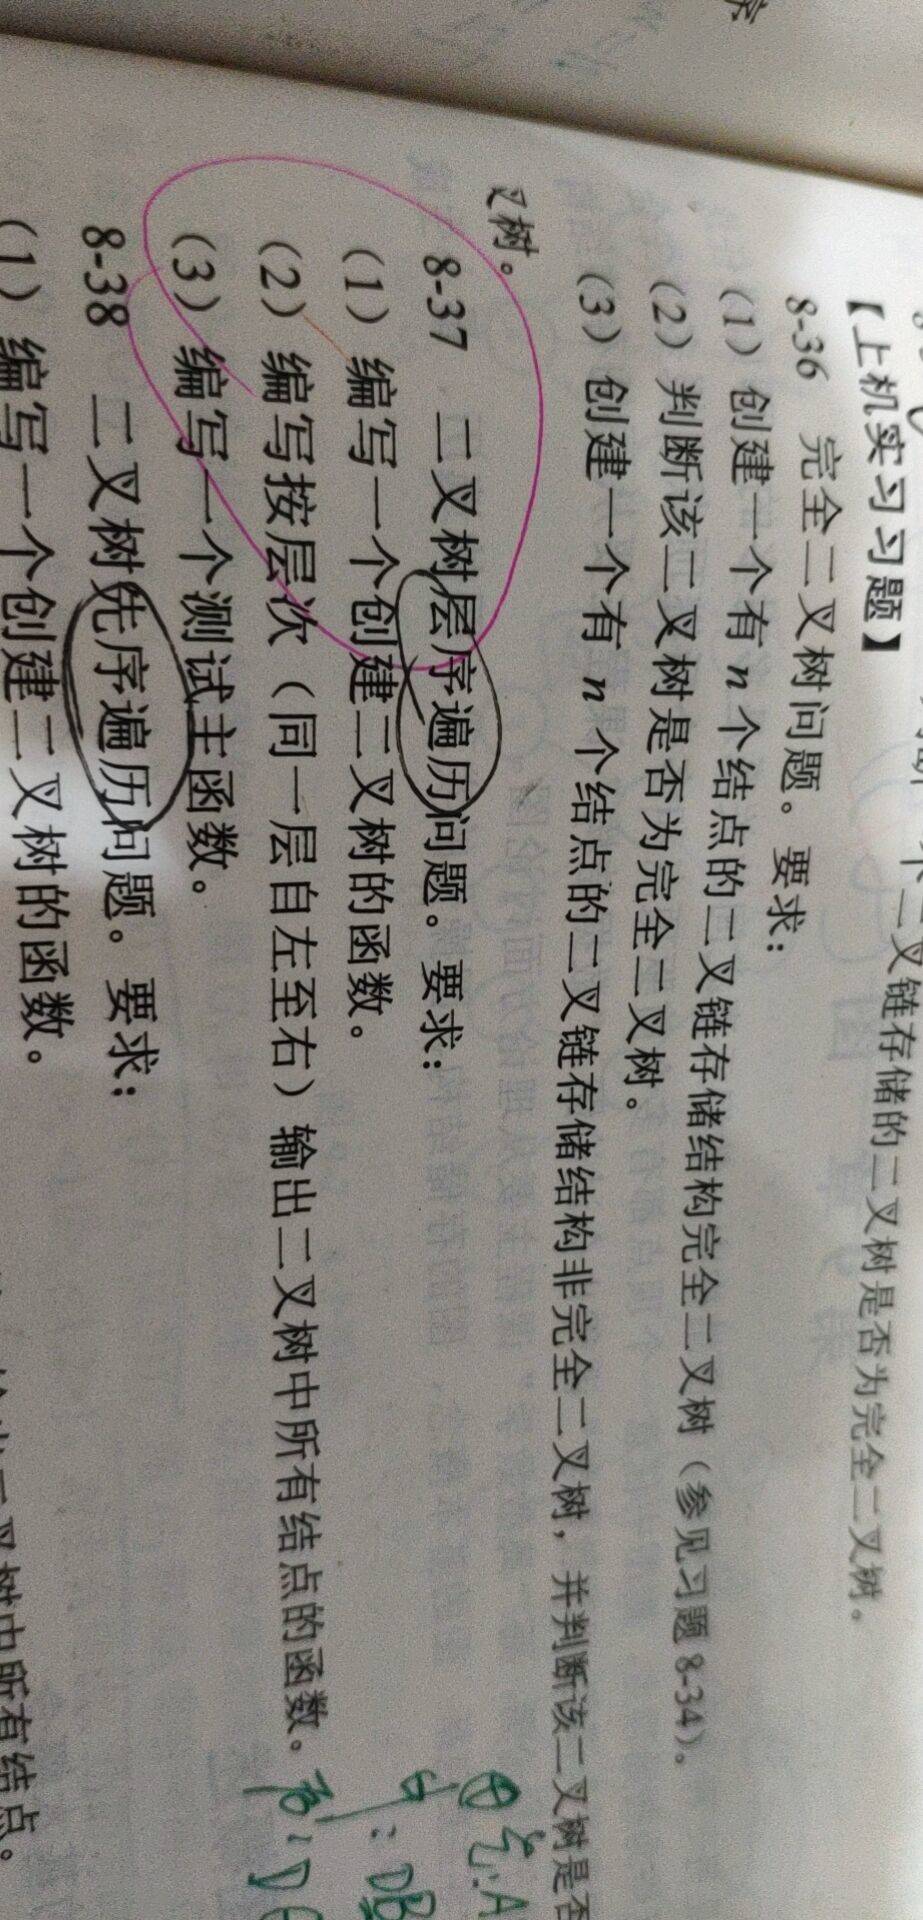 个二叉链存储的二叉树是否为完全二叉树。
【上机实习习题】
8-36 完全二叉树问题。要求：
（1）创建一个有 n 个结点的二叉链存储结构完全二叉树（参见习题 8-34）。
（2）判断该二叉树是否为完全二叉树。
（3）创建一个有 n 个结点的二叉链存储结构非完全二叉树，并判断该二叉树是否
叉树。
8-37 二叉树层序遍历问题。要求：
（1）编写一个创建二叉树的函数。
（2）编写按层次（同一层自左至右）输出二叉树中所有结点的函数。
（3）编写一个测试主函数。
8-38 二叉树先序遍历问题。要求：
（1）编写一个创建二叉树的函数。
输出二叉树中所有结点。
先:A
中:DB
后:D